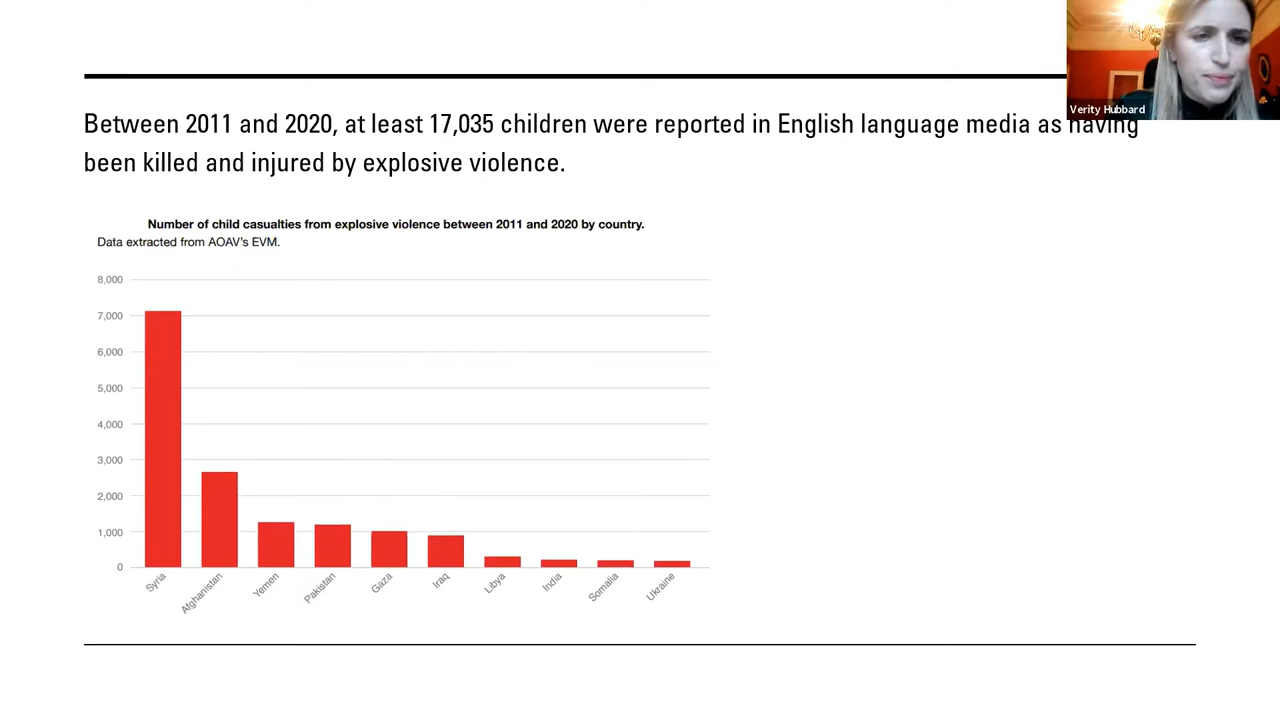 Verity Hubbard
Between 2011 and 2020, at least 17,035 children were reported in English language media as having
been killed and injured by explosive violence.
Number of child casualties from explosive violence between 2011 and 2020 by country.
Data extracted from AOAV's EVM.
8,000
7,000
6,000
5,000
4,000
3,000
2,000
1,000
0
Syria
Afghanistan
Yemen
Pakistan
Gaza
Iraq
Libya
India
Somalia
Ukraine